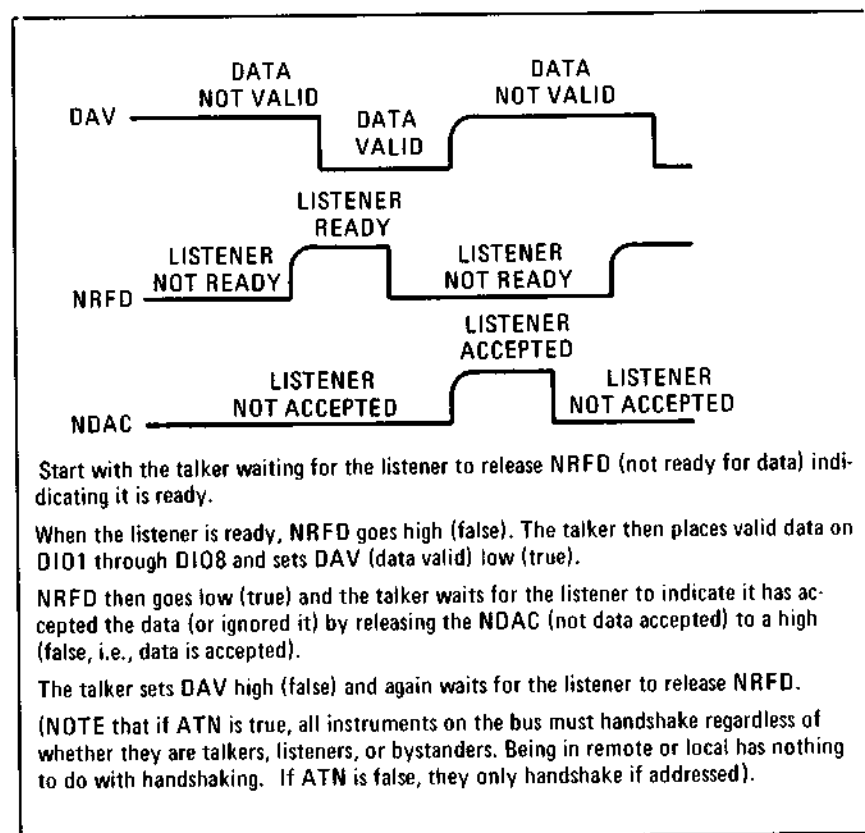 DATA
NOT VALID
DATA
NOT VALID
DAV
DATA
VALID
LISTENER
READY
LISTENER
NOT READY
LISTENER
NOT READY
NRFD
LISTENER
ACCEPTED
LISTENER
NOT ACCEPTED
LISTENER
NOT ACCEPTED
NDAC
Start with the talker waiting for the listener to release NRFD (not ready for data) indi-
dicating it is ready.
When the listener is ready, NRFD goes high (false). The talker then places valid data on
DIO1 through DIO8 and sets DAV (data valid) low (true).
NRFD then goes low (true) and the talker waits for the listener to indicate it has ac-
cepted the data (or ignored it) by releasing the NDAC (not data accepted) to a high
(false, i.e., data is accepted).
The talker sets DAV high (false) and again waits for the listener to release NRFD.
(NOTE that if ATN is true, all instruments on the bus must handshake regardless of
whether they are talkers, listeners, or bystanders. Being in remote or local has nothing
to do with handshaking. If ATN is false, they only handshake if addressed).